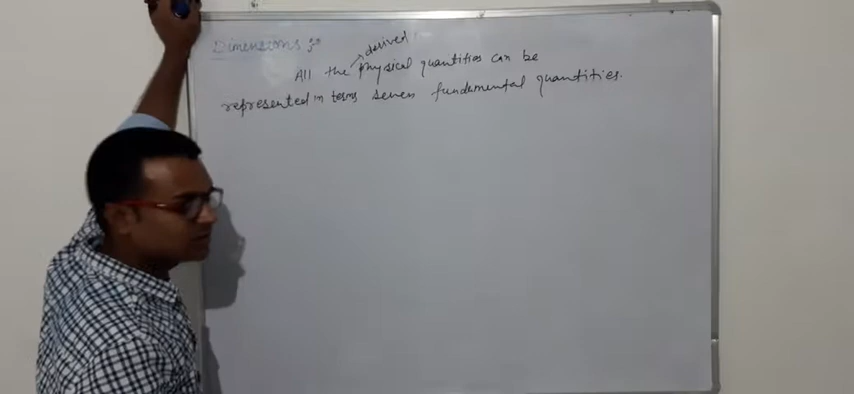 Dimensions :-
derived
All the physical quantities can be
represented in terms seven fundamental quantities.